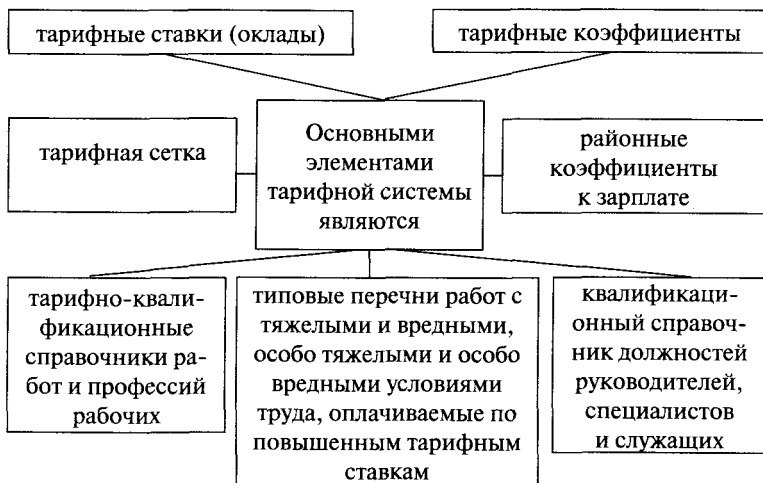 тарифные ставки (оклады)
тарифные коэффициенты
тарифная сетка
Основными
элементами
тарифной системы
являются
районные
коэффициенты
к зарплате
тарифно-квали-
фикационные
справочники ра-
бот и профессий
рабочих
типовые перечни работ с
тяжелыми и вредными,
особо тяжелыми и особо
вредными условиями
труда, оплачиваемые по
повышенным тарифным
ставкам
квалификаци-
онный справоч-
ник должностей
руководителей,
специалистов
и служащих